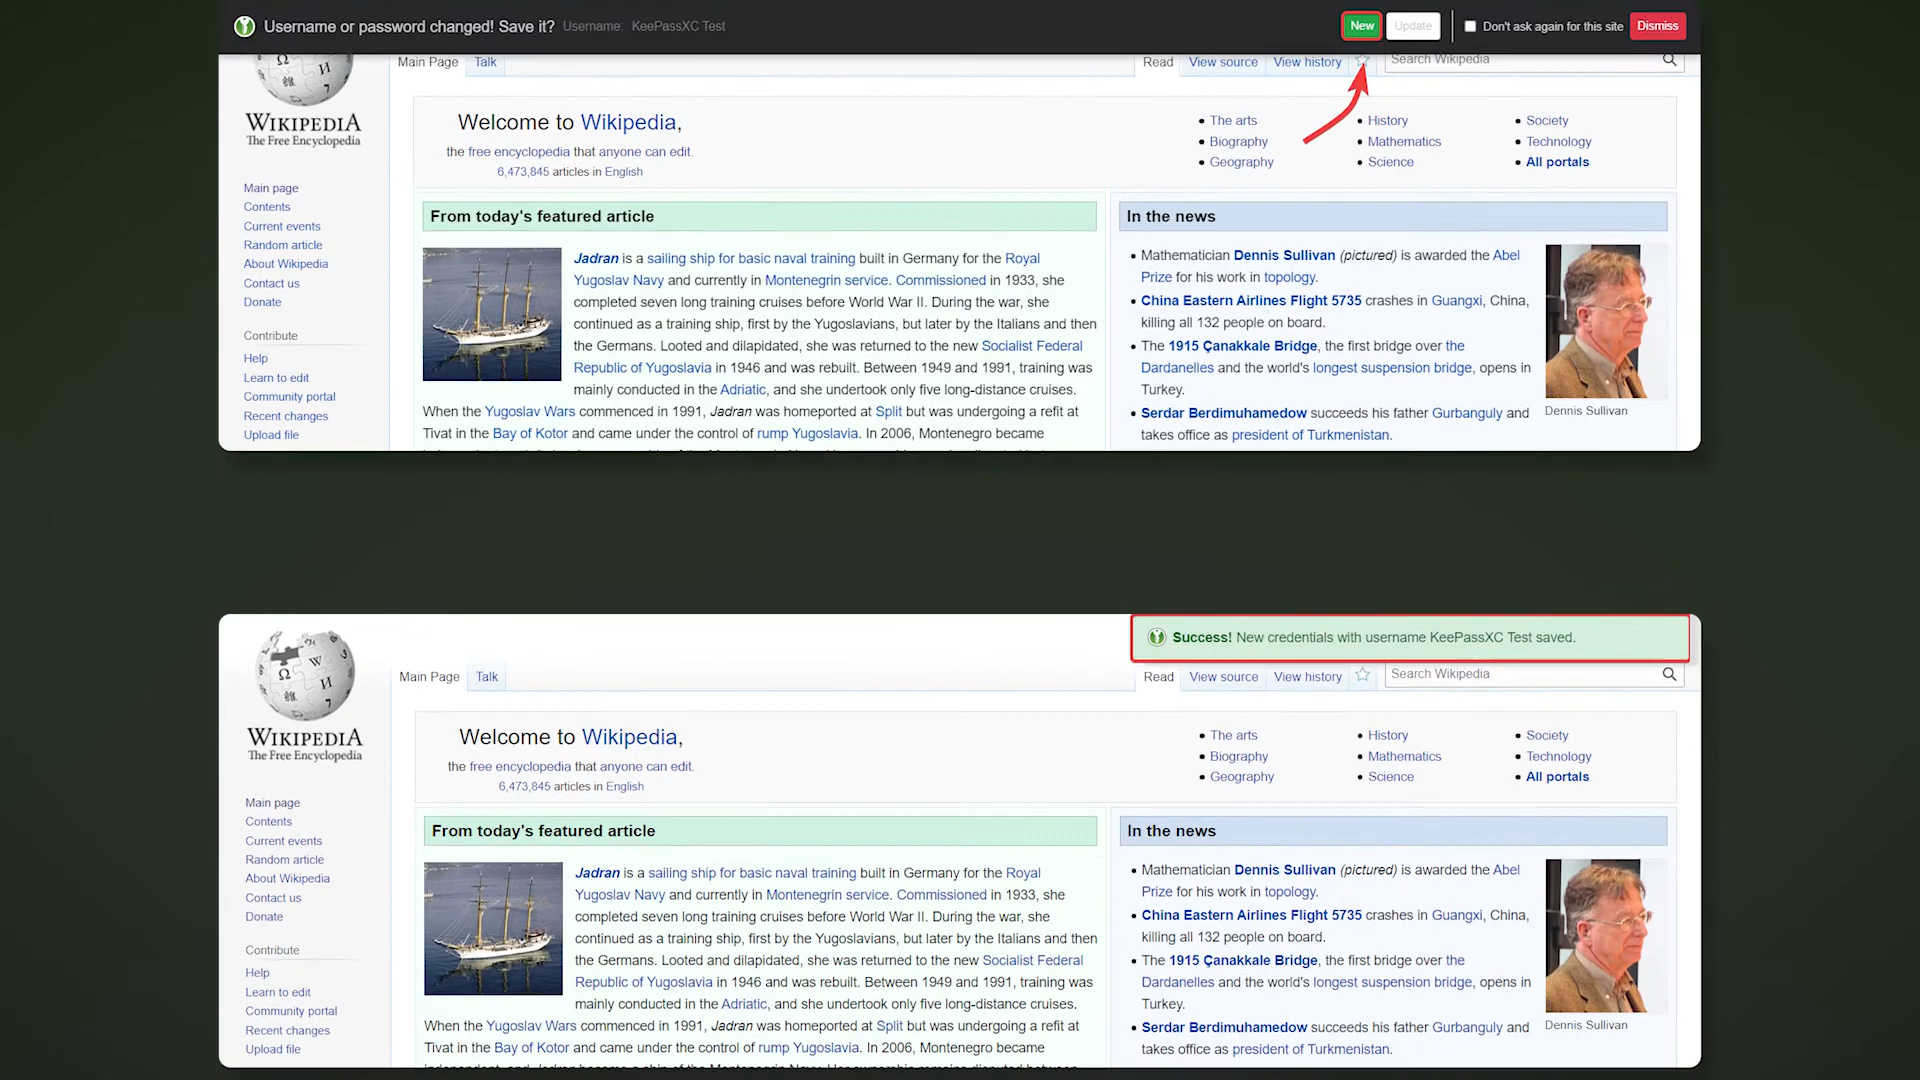 Username or password changed! Save it? Username: KeePassXC Test New Update Don't ask again for this site Dismiss
Main Page Talk Read View source View history Search Wikipedia
Ω
И
7
WIKIPEDIA
The Free Encyclopedia
Main page
Contents
Current events
Random article
About Wikipedia
Contact us
Donate
Contribute
Help
Learn to edit
Community portal
Recent changes
Upload file
Welcome to Wikipedia,
the free encyclopedia that anyone can edit.
6,473,845 articles in English
The arts
Biography
Geography
History
Mathematics
Science
Society
Technology
All portals
From today's featured article
Jadran is a sailing ship for basic naval training built in Germany for the Royal
Yugoslav Navy and currently in Montenegrin service. Commissioned in 1933, she
completed seven long training cruises before World War II. During the war, she
continued as a training ship, first by the Yugoslavians, but later by the Italians and then
the Germans. Looted and dilapidated, she was returned to the new Socialist Federal
Republic of Yugoslavia in 1946 and was rebuilt. Between 1949 and 1991, training was
mainly conducted in the Adriatic, and she undertook only five long-distance cruises.
When the Yugoslav Wars commenced in 1991, Jadran was homeported at Split but was undergoing a refit at
Tivat in the Bay of Kotor and came under the control of rump Yugoslavia. In 2006, Montenegro became
In the news
Mathematician Dennis Sullivan (pictured) is awarded the Abel
Prize for his work in topology.
China Eastern Airlines Flight 5735 crashes in Guangxi, China,
killing all 132 people on board.
The 1915 Çanakkale Bridge, the first bridge over the
Dardanelles and the world's longest suspension bridge, opens in
Turkey.
Serdar Berdimuhamedow succeeds his father Gurbanguly and
takes office as president of Turkmenistan.
Dennis Sullivan
Success! New credentials with username KeePassXC Test saved.
Main Page Talk Read View source View history Search Wikipedia
W
Ω
И
7
WIKIPEDIA
The Free Encyclopedia
Main page
Contents
Current events
Random article
About Wikipedia
Contact us
Donate
Contribute
Help
Learn to edit
Community portal
Recent changes
Upload file
Welcome to Wikipedia,
the free encyclopedia that anyone can edit.
6,473,845 articles in English
The arts
Biography
Geography
History
Mathematics
Science
Society
Technology
All portals
From today's featured article
Jadran is a sailing ship for basic naval training built in Germany for the Royal
Yugoslav Navy and currently in Montenegrin service. Commissioned in 1933, she
completed seven long training cruises before World War II. During the war, she
continued as a training ship, first by the Yugoslavians, but later by the Italians and then
the Germans. Looted and dilapidated, she was returned to the new Socialist Federal
Republic of Yugoslavia in 1946 and was rebuilt. Between 1949 and 1991, training was
mainly conducted in the Adriatic, and she undertook only five long-distance cruises.
When the Yugoslav Wars commenced in 1991, Jadran was homeported at Split but was undergoing a refit at
Tivat in the Bay of Kotor and came under the control of rump Yugoslavia. In 2006, Montenegro became
In the news
Mathematician Dennis Sullivan (pictured) is awarded the Abel
Prize for his work in topology.
China Eastern Airlines Flight 5735 crashes in Guangxi, China,
killing all 132 people on board.
The 1915 Çanakkale Bridge, the first bridge over the
Dardanelles and the world's longest suspension bridge, opens in
Turkey.
Serdar Berdimuhamedow succeeds his father Gurbanguly and
takes office as president of Turkmenistan.
Dennis Sullivan